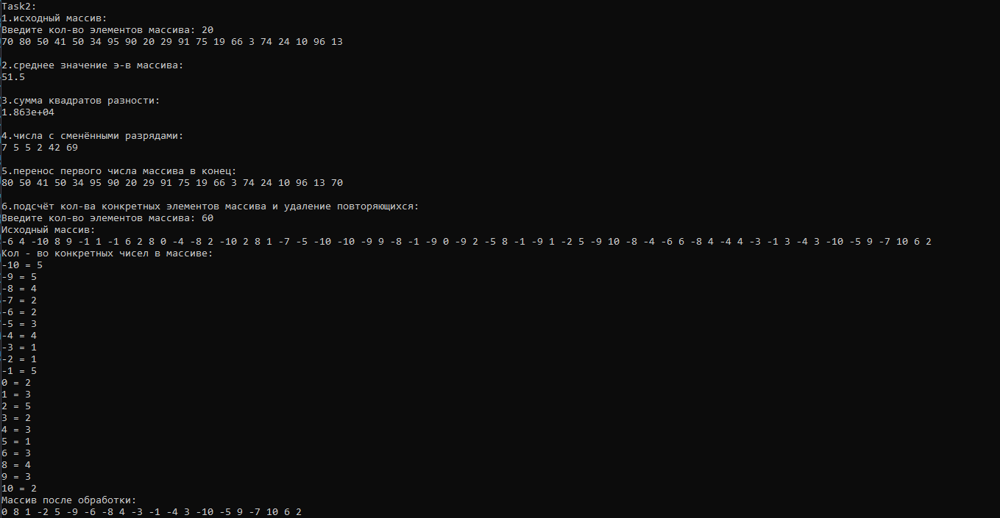 Task2:
1.исходный массив:
Введите кол-во элементов массива: 20
70 80 50 41 50 34 95 90 20 29 91 75 19 66 3 74 24 10 96 13
2.среднее значение э-в массива:
51.5
3.сумма квадратов разности:
1.863e+04
4.числа с сменёнными разрядами:
7 5 5 2 42 69
5.перенос первого числа массива в конец:
80 50 41 50 34 95 90 20 29 91 75 19 66 3 74 24 10 96 13 70
6.подсчёт кол-ва конкретных элементов массива и удаление повторяющихся:
Введите кол-во элементов массива: 60
Исходный массив:
-6 4 -10 8 9 -1 1 -1 6 2 8 0 -4 -8 2 -10 2 8 1 -7 -5 -10 -10 -9 9 -8 -1 -9 0 -9 2 -5 8 -1 -9 1 -2 5 -9 10 -8 -4 -6 6 -8 4 -4 4 -3 -1 3 -4 3 -10 -5 9 -7 10 6 2
Кол - во конкретных чисел в массиве:
-10 = 5
-9 = 5
-8 = 4
-7 = 2
-6 = 2
-5 = 3
-4 = 4
-3 = 1
-2 = 1
-1 = 5
0 = 2
1 = 3
2 = 5
3 = 2
4 = 3
5 = 1
6 = 3
8 = 4
9 = 3
10 = 2
Массив после обработки:
0 8 1 -2 5 -9 -6 -8 4 -3 -1 -4 3 -10 -5 9 -7 10 6 2